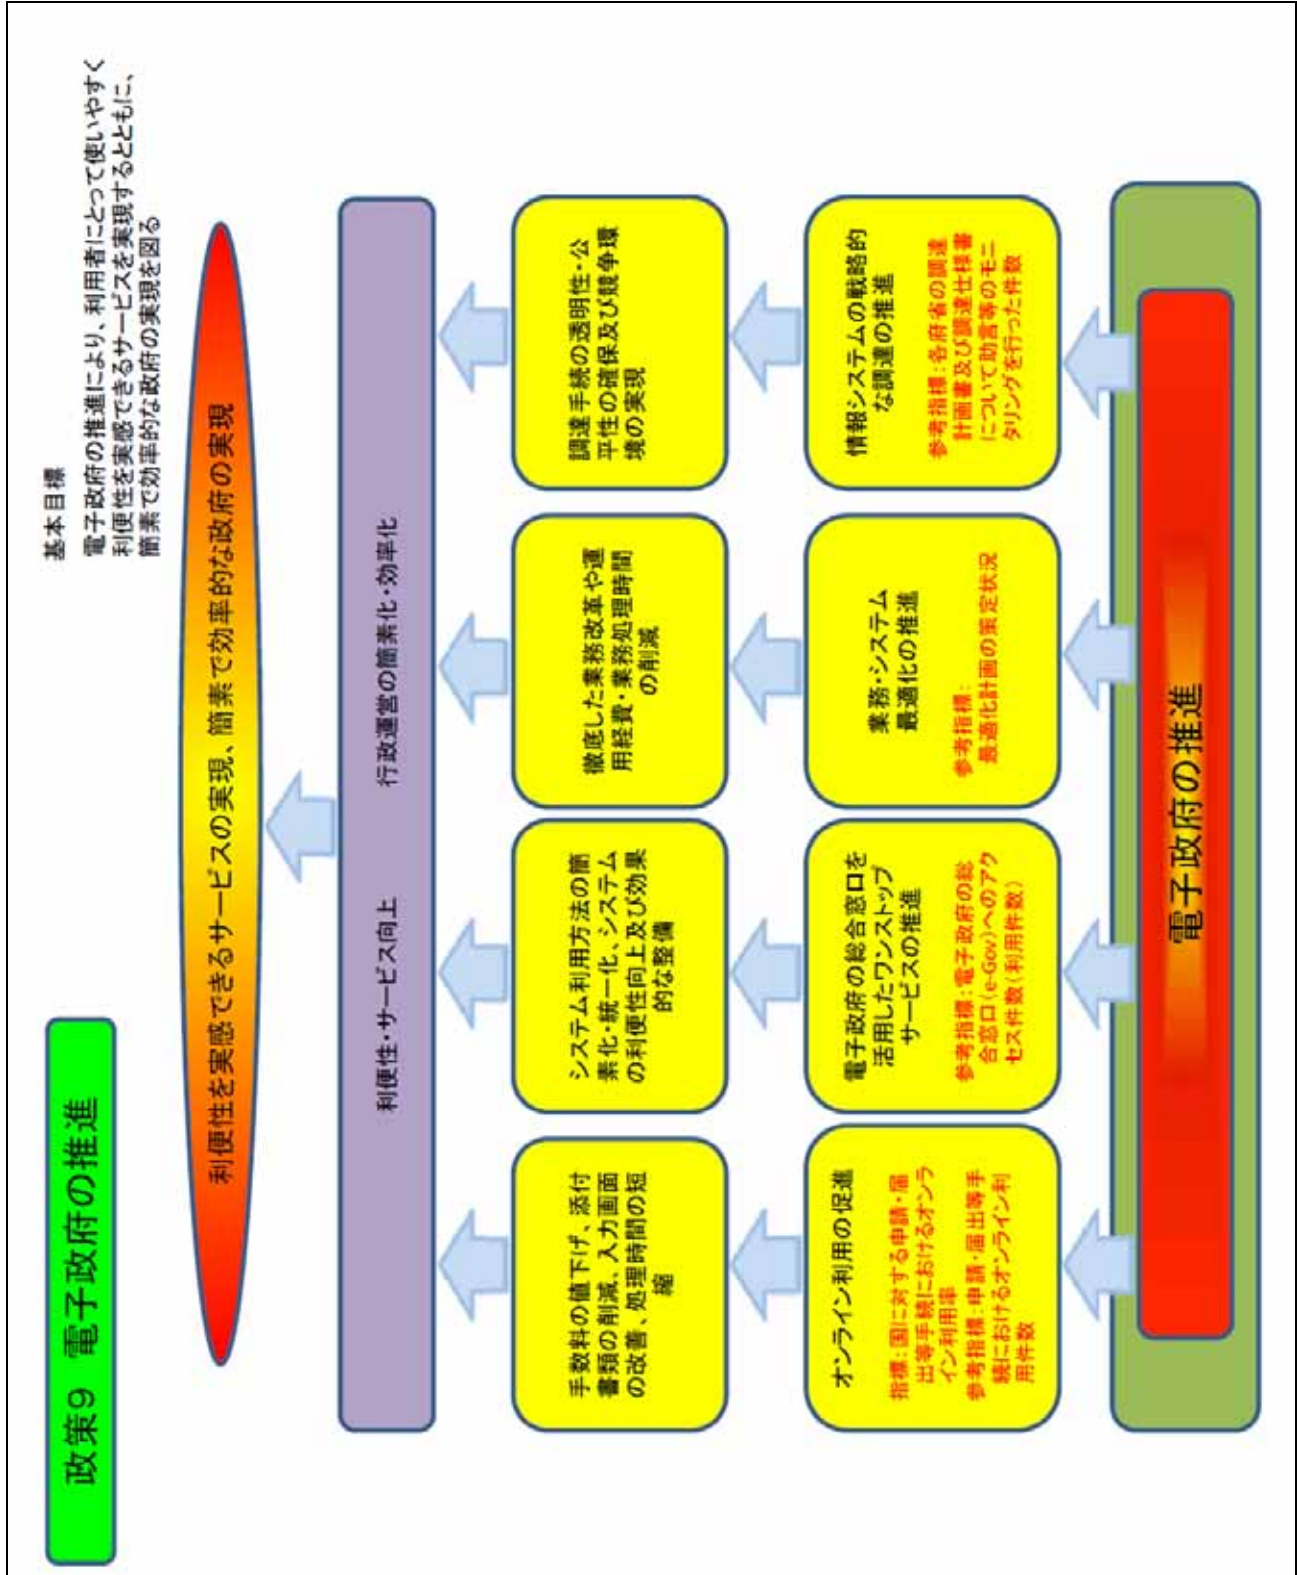 政策9 電子政府の推進
基本目標
電子政府の推進により、利用者にとって使いやすく
利便性を実感できるサービスを実現するとともに、
簡素で効率的な政府の実現を図る
利便性を実感できるサービスの実現、簡素で効率的な政府の実現
利便性・サービス向上
行政運営の簡素化・効率化
手数料の値下げ、添付
書類の削減、入力画面
の改善、処理時間の短
縮
システム利用方法の簡
素化・統一化、システム
の利便性向上及び効果
的な整備
徹底した業務改革や運
用経費・業務処理時間
の削減
調達手続の透明性・公
平性の確保及び競争環
境の実現
オンライン利用の促進
指標：国に対する申請・届
出等手続におけるオンラ
イン利用率
参考指標：申請・届出等手
続におけるオンライン利
用件数
電子政府の総合窓口を
活用したワンストップ
サービスの推進
参考指標：電子政府の総
合窓口（e-Gov）へのアク
セス件数（利用件数）
業務・システム
最適化の推進
参考指標：
最適化計画の策定状況
情報システムの戦略的
な調達の推進
参考指標：各府省の調達
計画書及び調達仕様書
について助言等のモニ
タリングを行った件数
電子政府の推進